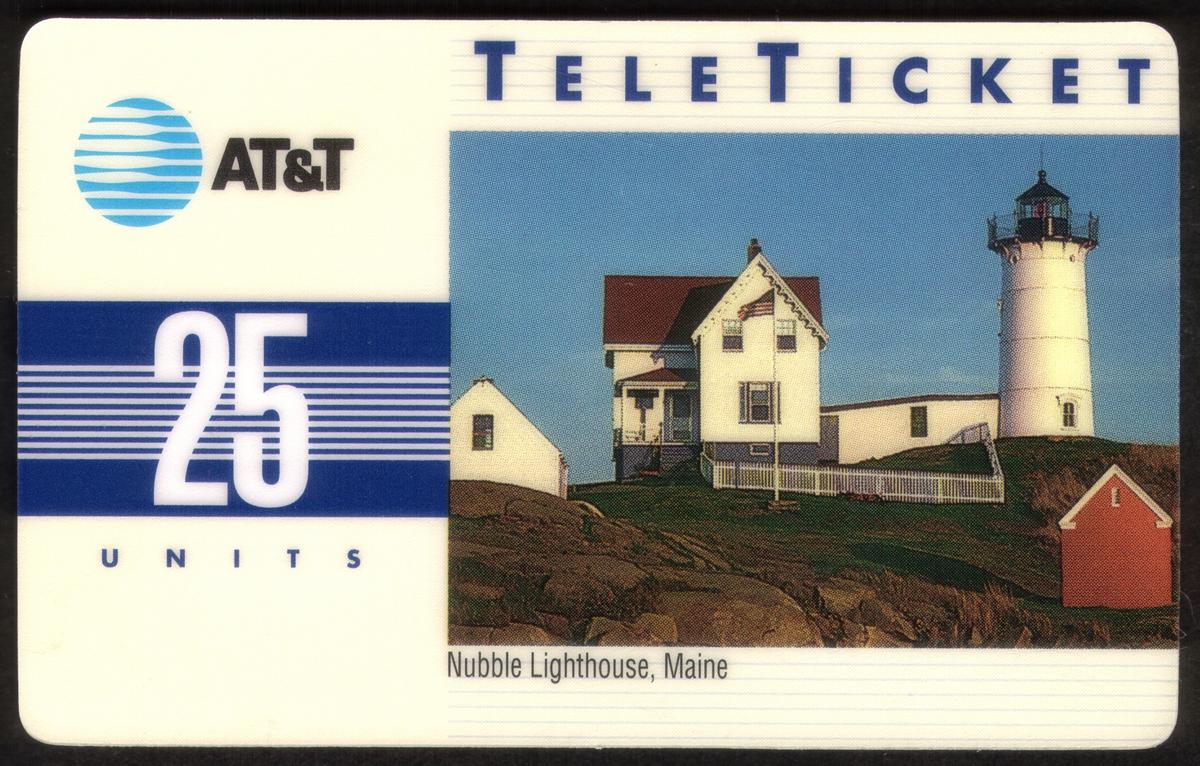 TELETICKET
AT&T
25
UNITS
Nubble Lighthouse, Maine